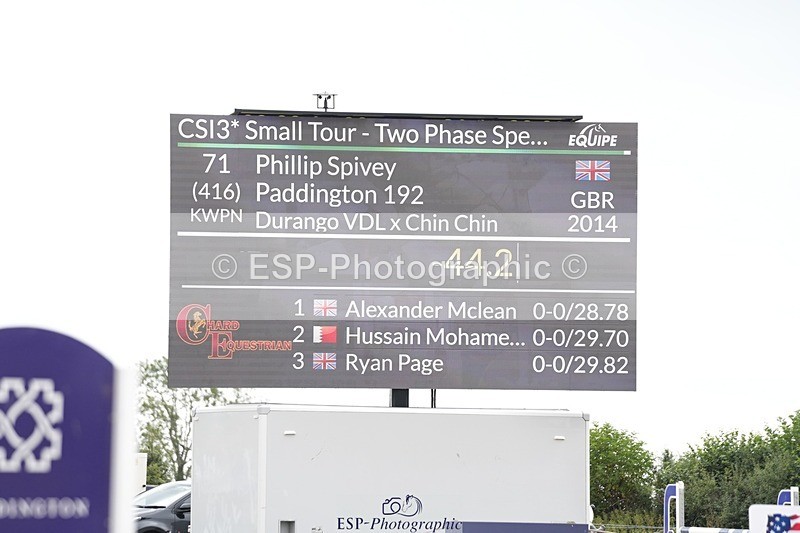 CSI3* Small Tour - Two Phase Spe...
EQUIPE
71 Phillip Spivey
(416) Paddington 192 GBR
KWPN Durango VDL x Chin Chin 2014
-44.2
© ESP-Photographic ©
1 Alexander Mclean 0-0/28.78
2 Hussain Mohame... 0-0/29.70
3 Ryan Page 0-0/29.82
CHARD
EQUESTRIAN
DDINGTON
ESP-Photographic